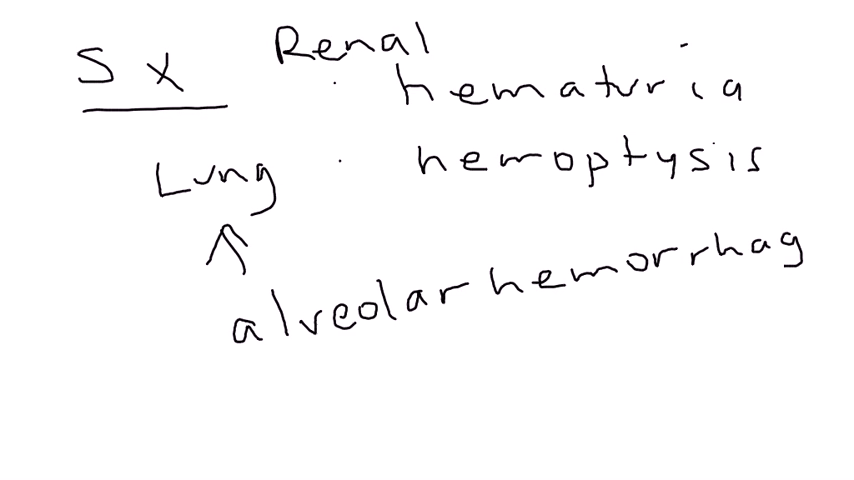 Sx Renal
· hematuria
Lung · hemoptysis
↑
alveolar hemorrhag